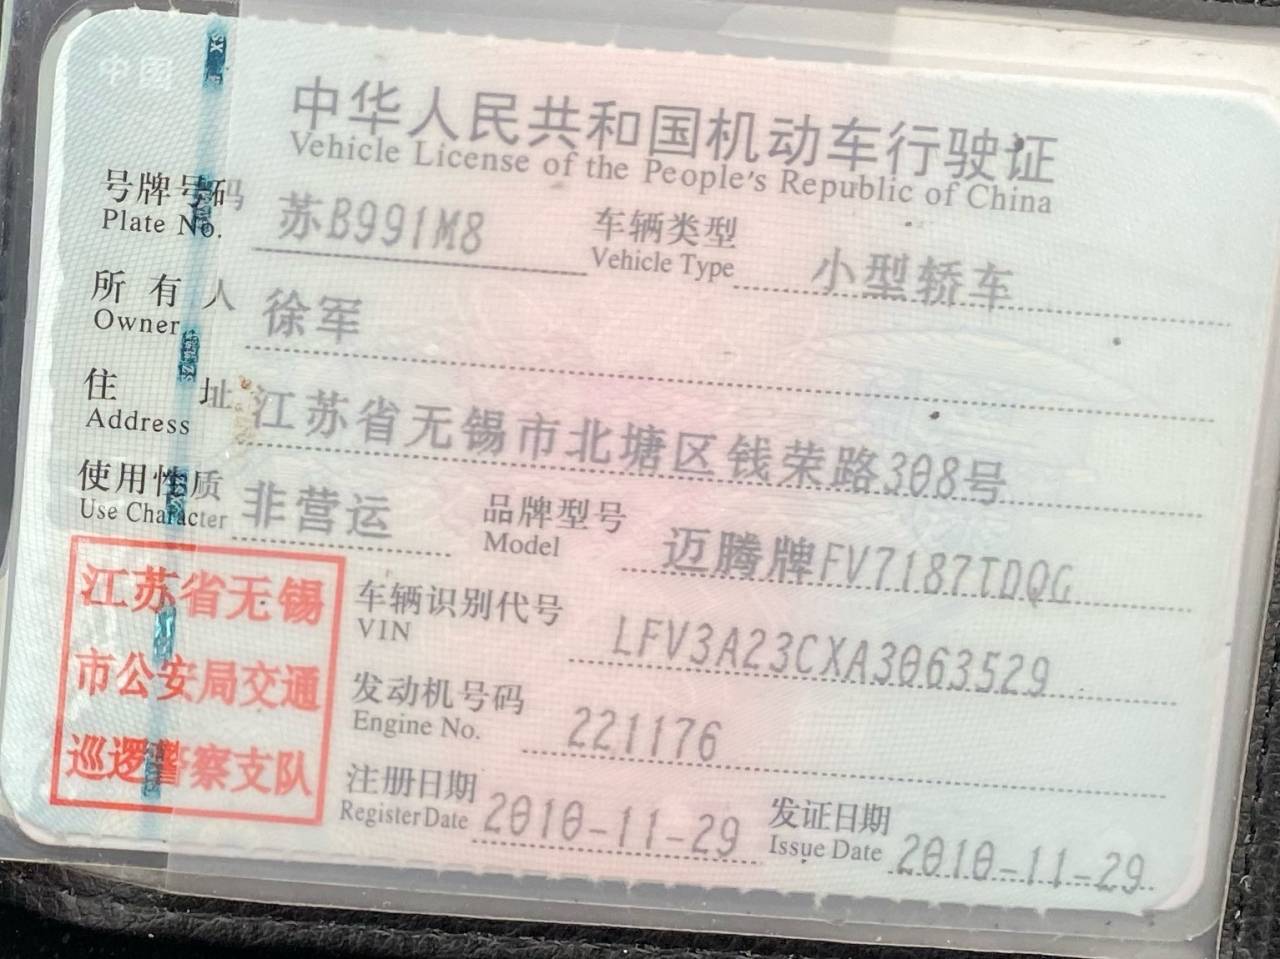 中国
中华人民共和国机动车行驶证
Vehicle License of the People's Republic of China
号牌号码 苏B991M8 车辆类型 小型轿车
Plate No. Vehicle Type
所有人 徐军
Owner
住址 江苏省无锡市北塘区钱荣路308号
Address
使用性质 非营运 品牌型号 迈腾牌FV7187TDQG
Use Character Model
江苏省无锡
市公安局交通
巡逻警察支队
车辆识别代号 LFV3A23CXA3063529
VIN
发动机号码 221176
Engine No.
注册日期 2010-11-29 发证日期 2010-11-29
Register Date Issue Date